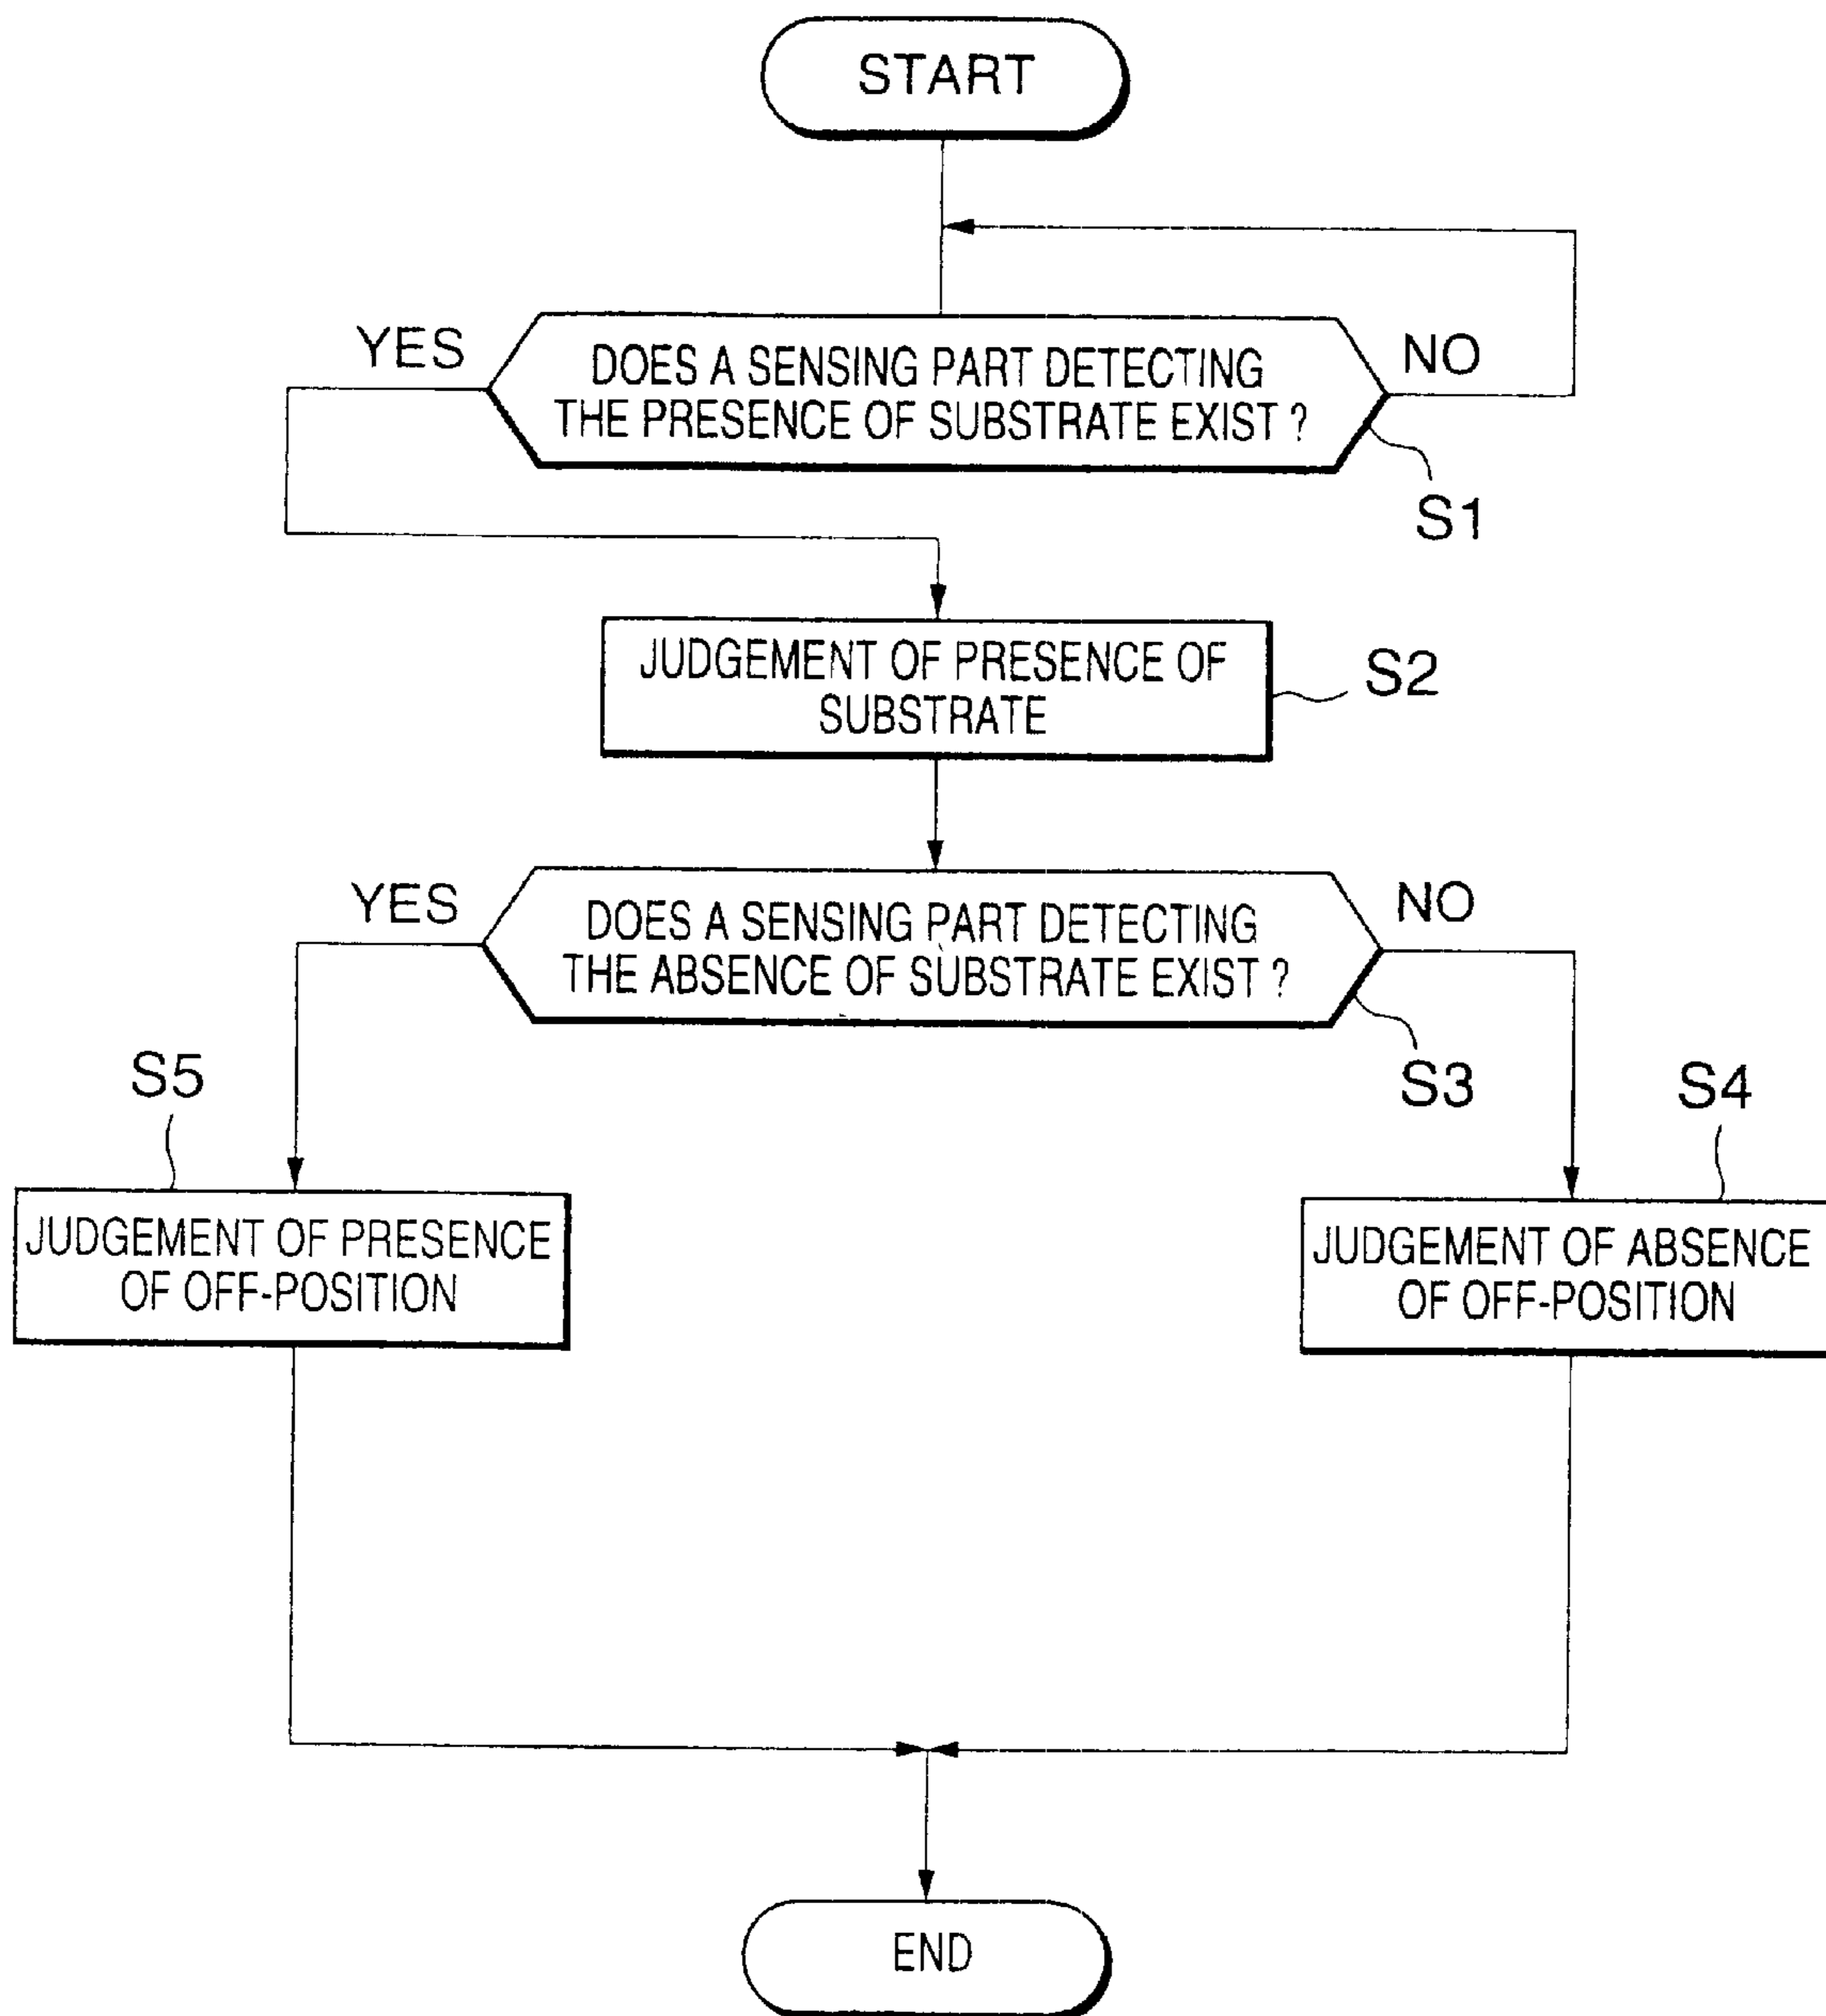 START
YES
DOES A SENSING PART DETECTING
THE PRESENCE OF SUBSTRATE EXIST ?
NO
S1
JUDGEMENT OF PRESENCE OF
SUBSTRATE
S2
YES
DOES A SENSING PART DETECTING
THE ABSENCE OF SUBSTRATE EXIST ?
NO
S3
S5
S4
JUDGEMENT OF PRESENCE
OF OFF-POSITION
JUDGEMENT OF ABSENCE
OF OFF-POSITION
END